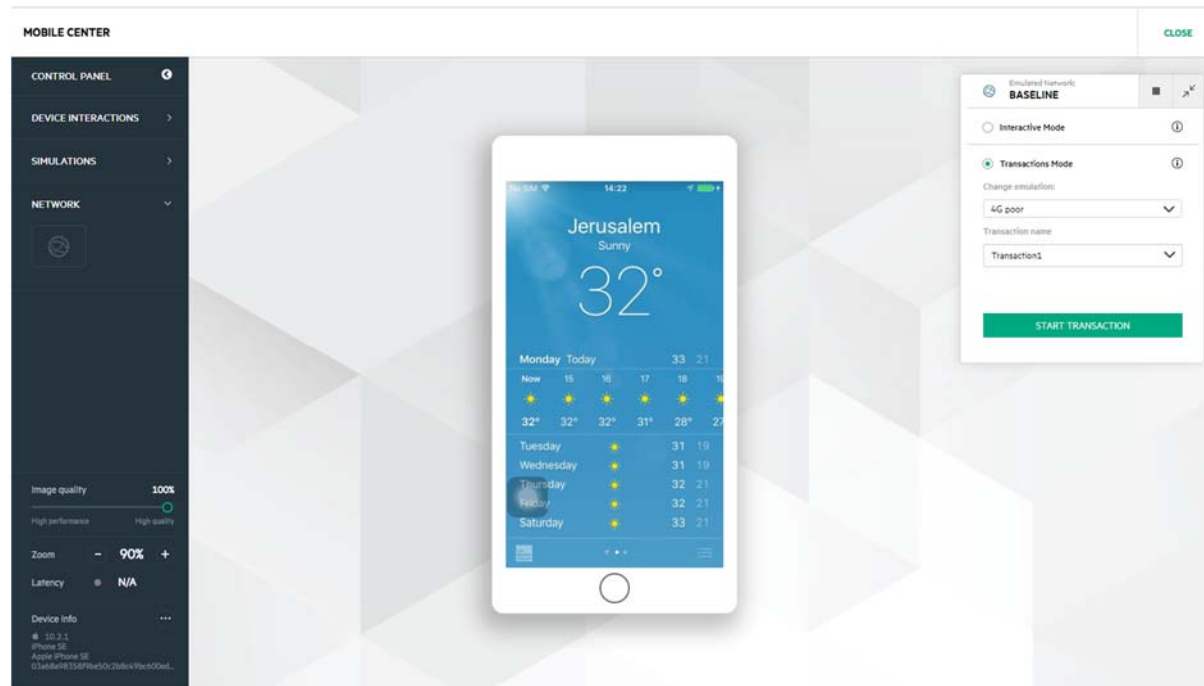 MOBILE CENTER
CLOSE
CONTROL PANEL
DEVICE INTERACTIONS
SIMULATIONS
NETWORK
Image quality 100%
High performance High quality
Zoom - 90% +
Latency N/A
Device Info ...
10.2.1
iPhone SE
Apple iPhone SE
No SIM 14:22
Jerusalem
Sunny
32°
Monday Today 33 21
Now 15 16 17 18 19
32° 32° 32° 31° 28° 27
Tuesday 31 19
Wednesday 31 19
Thursday 32 21
Friday 32 21
Saturday 33 21
Emulated Network:
BASELINE
Interactive Mode
Transactions Mode
Change emulation:
4G poor
Transaction name
Transaction1
START TRANSACTION